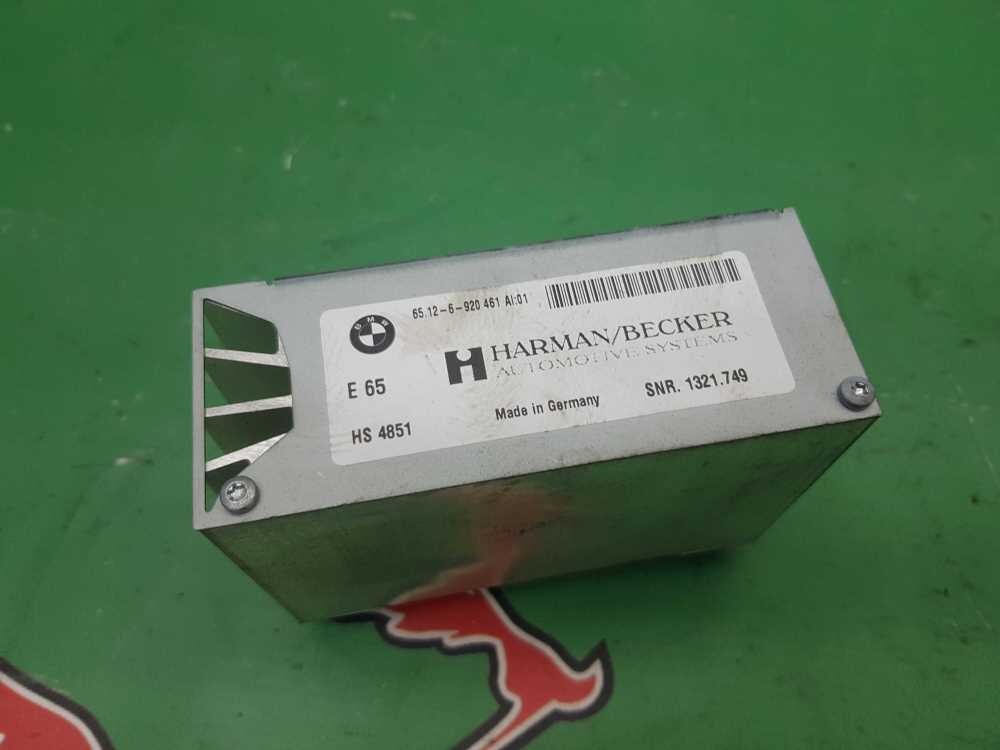 65.12-6-920 461 AI:01
BMW
HARMAN/BECKER
AUTOMOTIVE SYSTEMS
E 65
SNR. 1321.749
Made in Germany
HS 4851